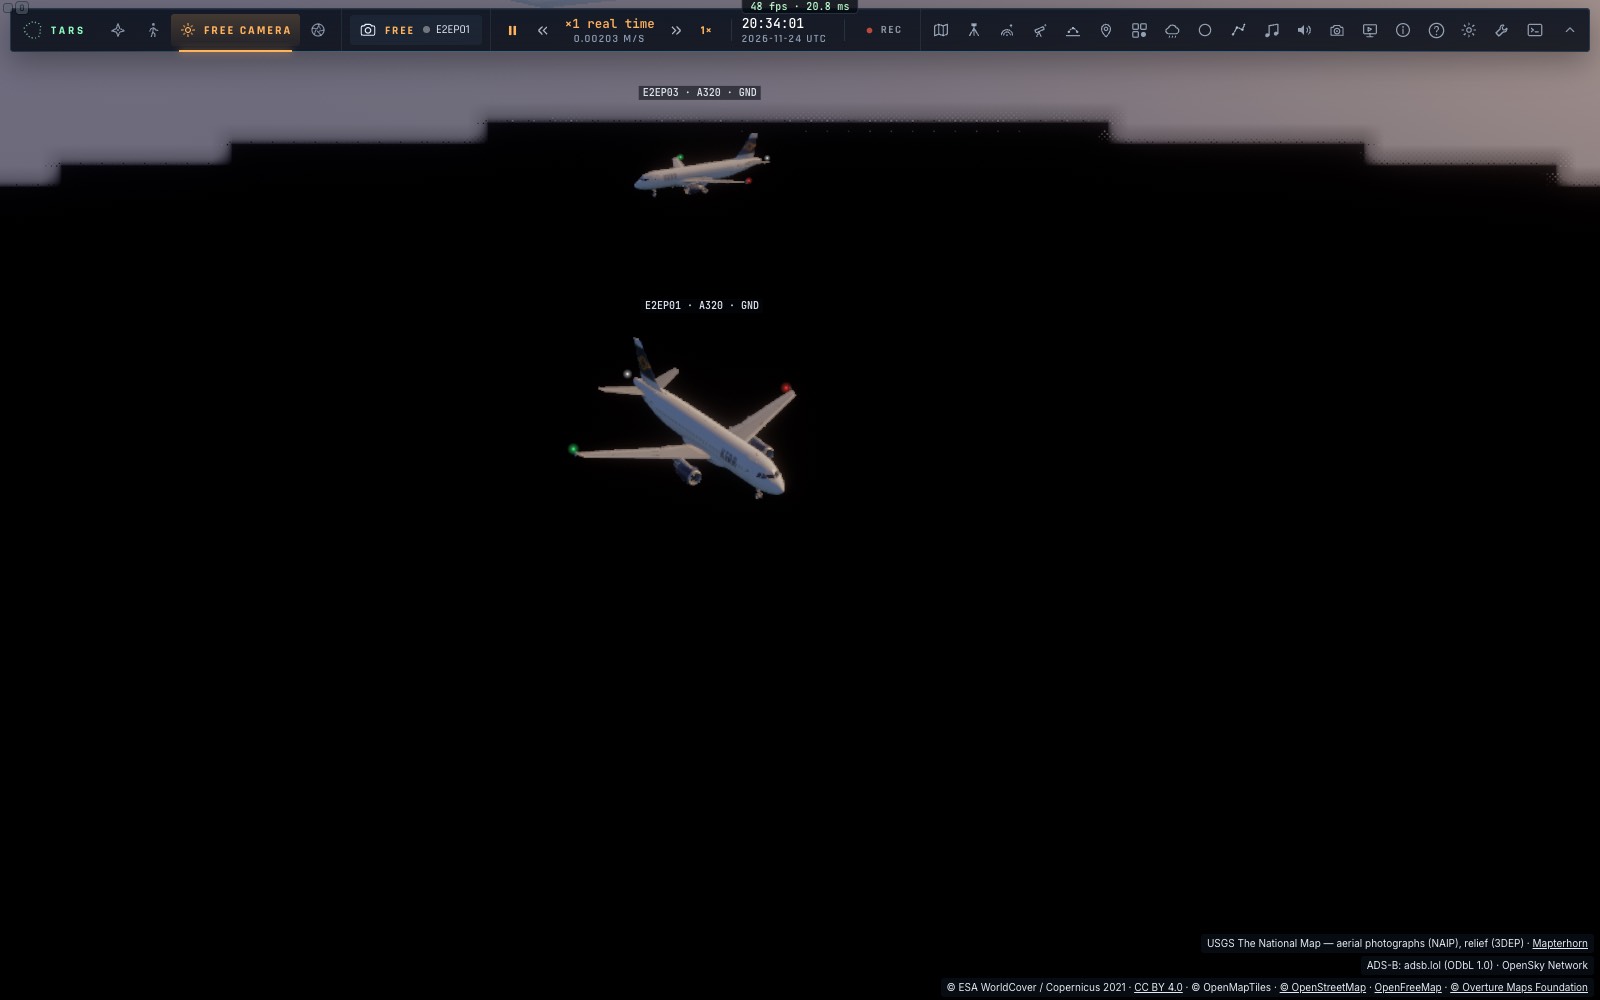 48 fps · 20.8 ms
TARS
FREE CAMERA
FREE
E2EP01
×1 real time
0.00203 M/S
1×
20:34:01
2026-11-24 UTC
REC
E2EP03 · A320 · GND
E2EP01 · A320 · GND
USGS The National Map — aerial photographs (NAIP), relief (3DEP) · Mapterhorn
ADS-B: adsb.lol (ODbL 1.0) · OpenSky Network
© ESA WorldCover / Copernicus 2021 · CC BY 4.0 · © OpenMapTiles · © OpenStreetMap · OpenFreeMap · © Overture Maps Foundation